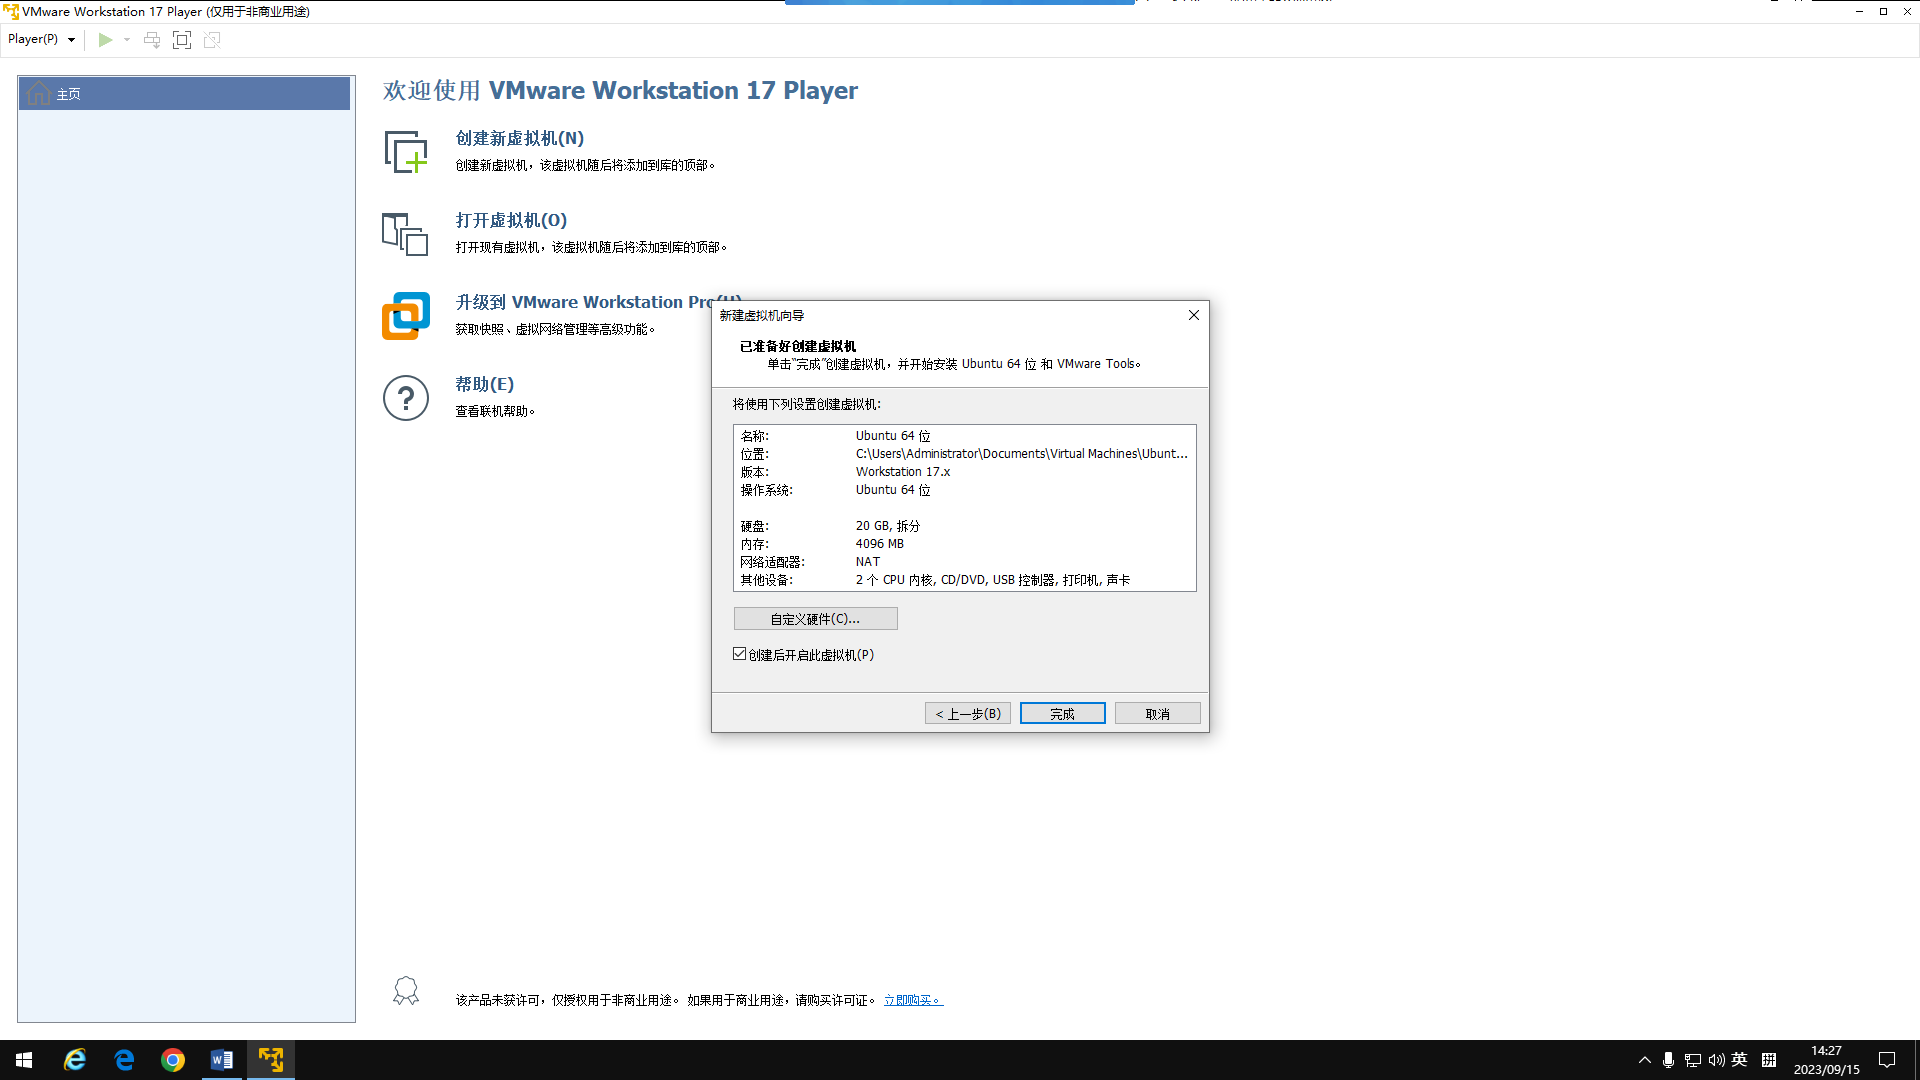 VMware Workstation 17 Player (仅用于非商业用途)
Player(P)
主页
欢迎使用 VMware Workstation 17 Player
创建新虚拟机(N)
创建新虚拟机，该虚拟机随后将添加到库的顶部。
打开虚拟机(O)
打开现有虚拟机，该虚拟机随后将添加到库的顶部。
升级到 VMware Workstation Pro(U)
获取快照、虚拟网络管理等高级功能。
帮助(E)
查看联机帮助。
新建虚拟机向导
已准备好创建虚拟机
单击“完成”创建虚拟机，并开始安装 Ubuntu 64 位 和 VMware Tools。
将使用下列设置创建虚拟机:
名称: Ubuntu 64 位
位置: C:\Users\Administrator\Documents\Virtual Machines\Ubunt...
版本: Workstation 17.x
操作系统: Ubuntu 64 位
硬盘: 20 GB, 拆分
内存: 4096 MB
网络适配器: NAT
其他设备: 2 个 CPU 内核, CD/DVD, USB 控制器, 打印机, 声卡
自定义硬件(C)...
创建后开启此虚拟机(P)
< 上一步(B) 完成 取消
该产品未获许可，仅授权用于非商业用途。 如果用于商业用途，请购买许可证。 立即购买。
英 拼
14:27
2023/09/15